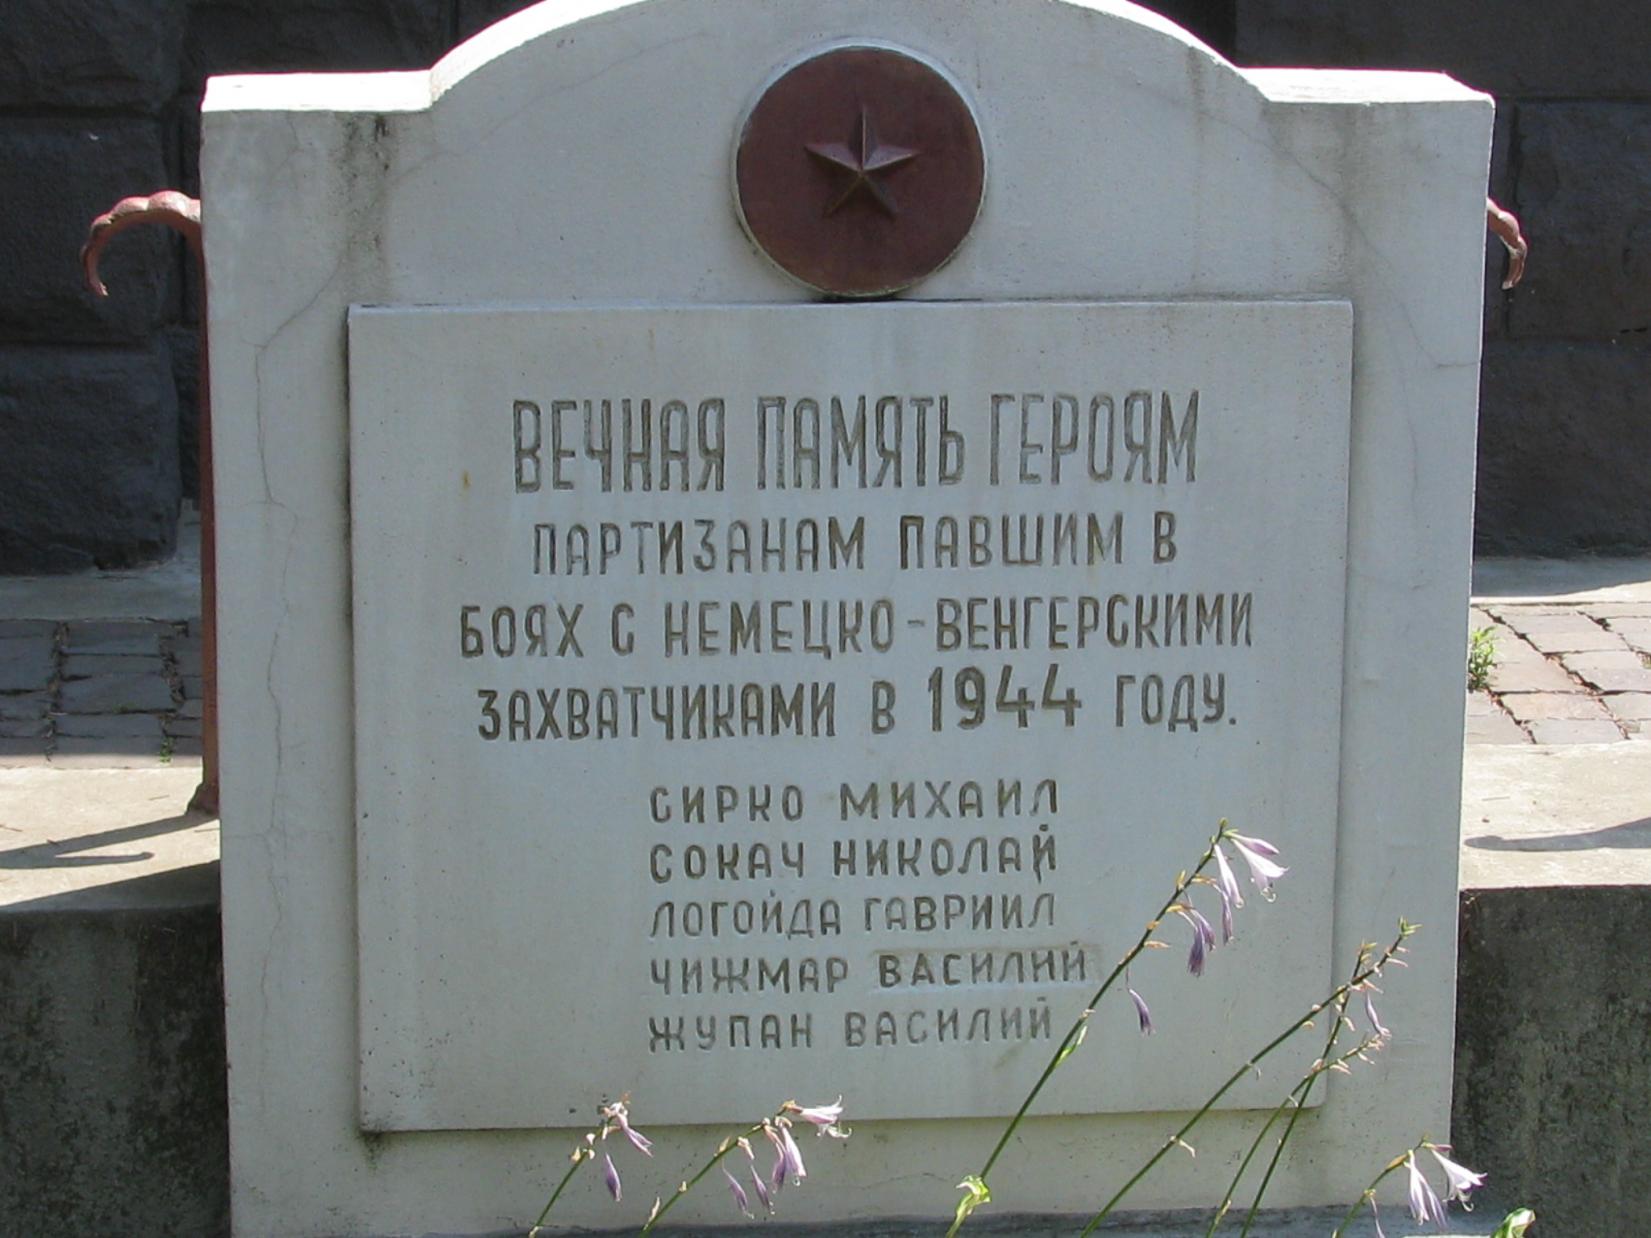 ВЕЧНАЯ ПАМЯТЬ ГЕРОЯМ
ПАРТИЗАНАМ ПАВШИМ В
БОЯХ С НЕМЕЦКО-ВЕНГЕРСКИМИ
ЗАХВАТЧИКАМИ В 1944 ГОДУ.
СИРКО МИХАИЛ
СОКАЧ НИКОЛАЙ
ЛОГОЙДА ГАВРИИЛ
ЧИЖМАР ВАСИЛИЙ
ЖУПАН ВАСИЛИЙ